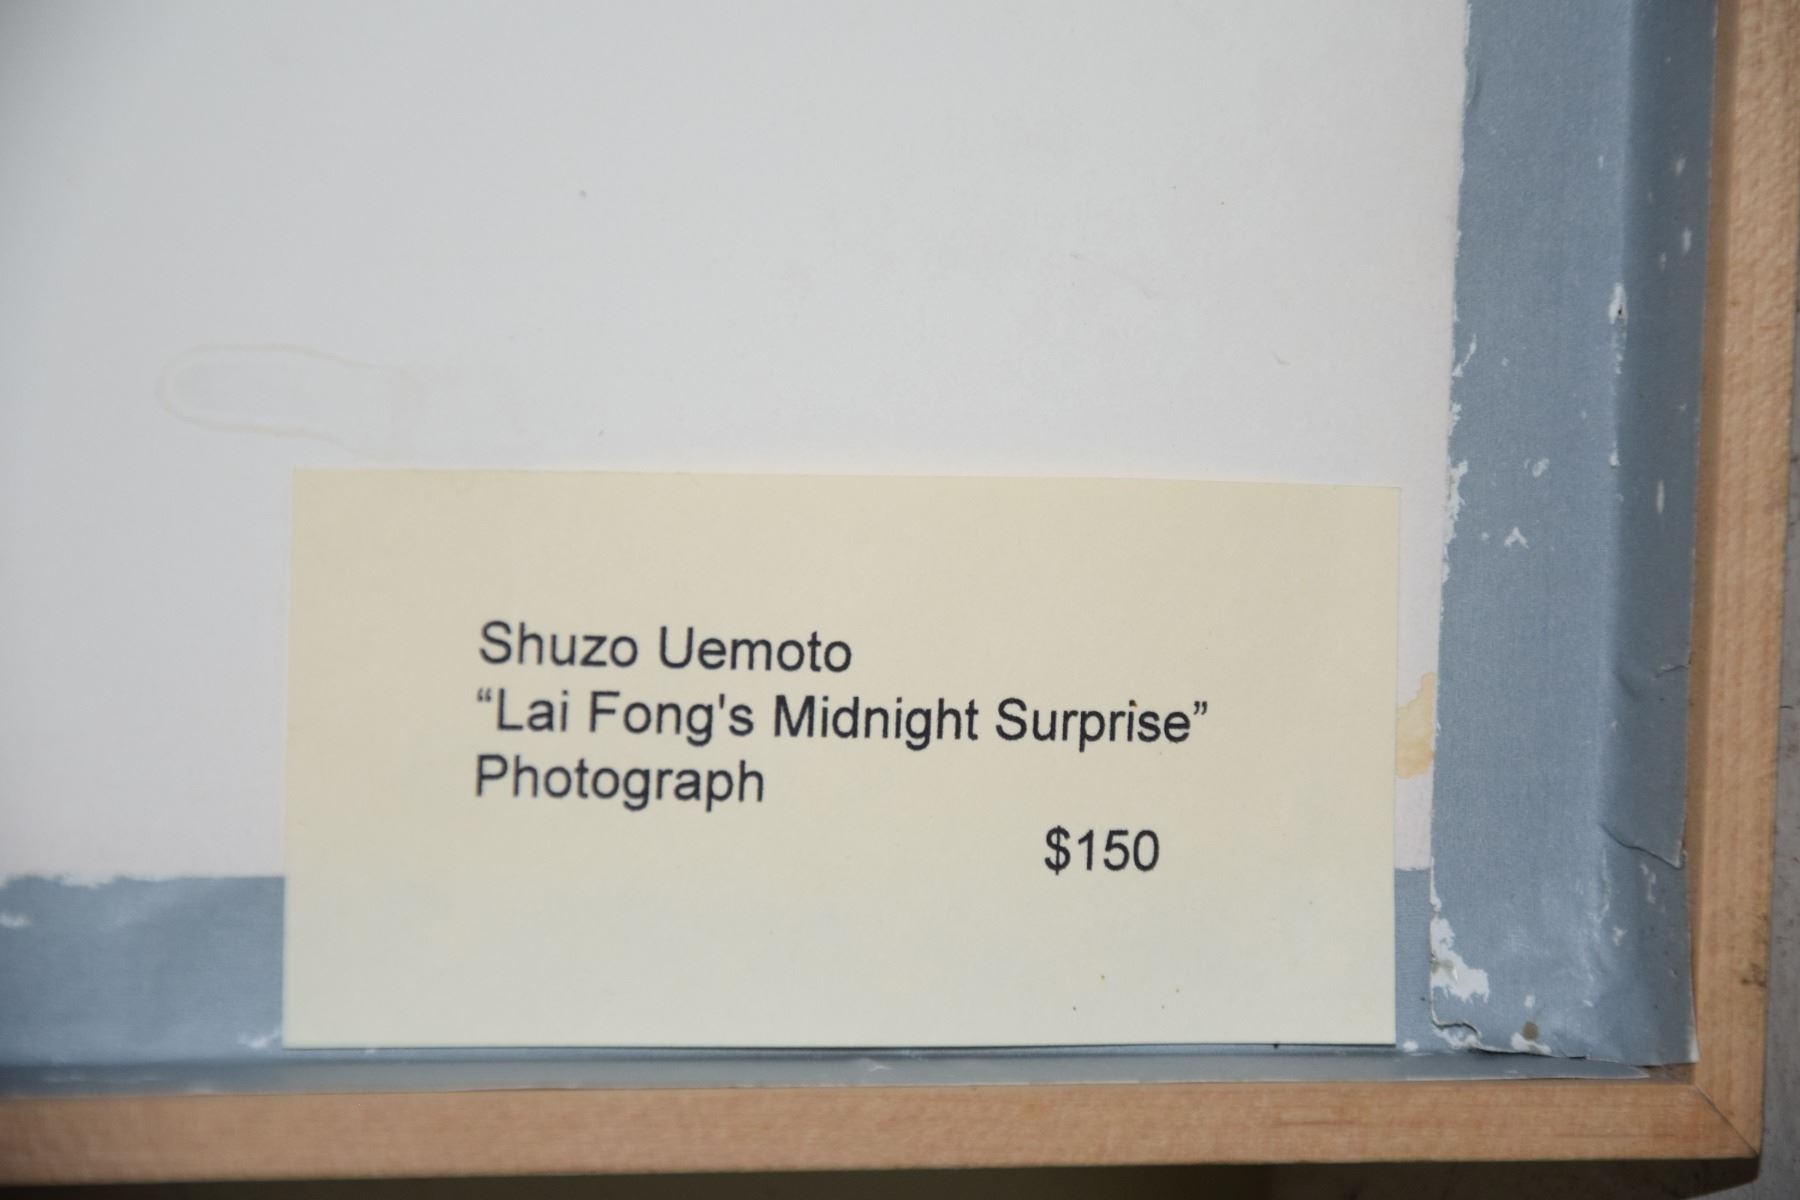 Shuzo Uemoto
“Lai Fong's Midnight Surprise”
Photograph
$150